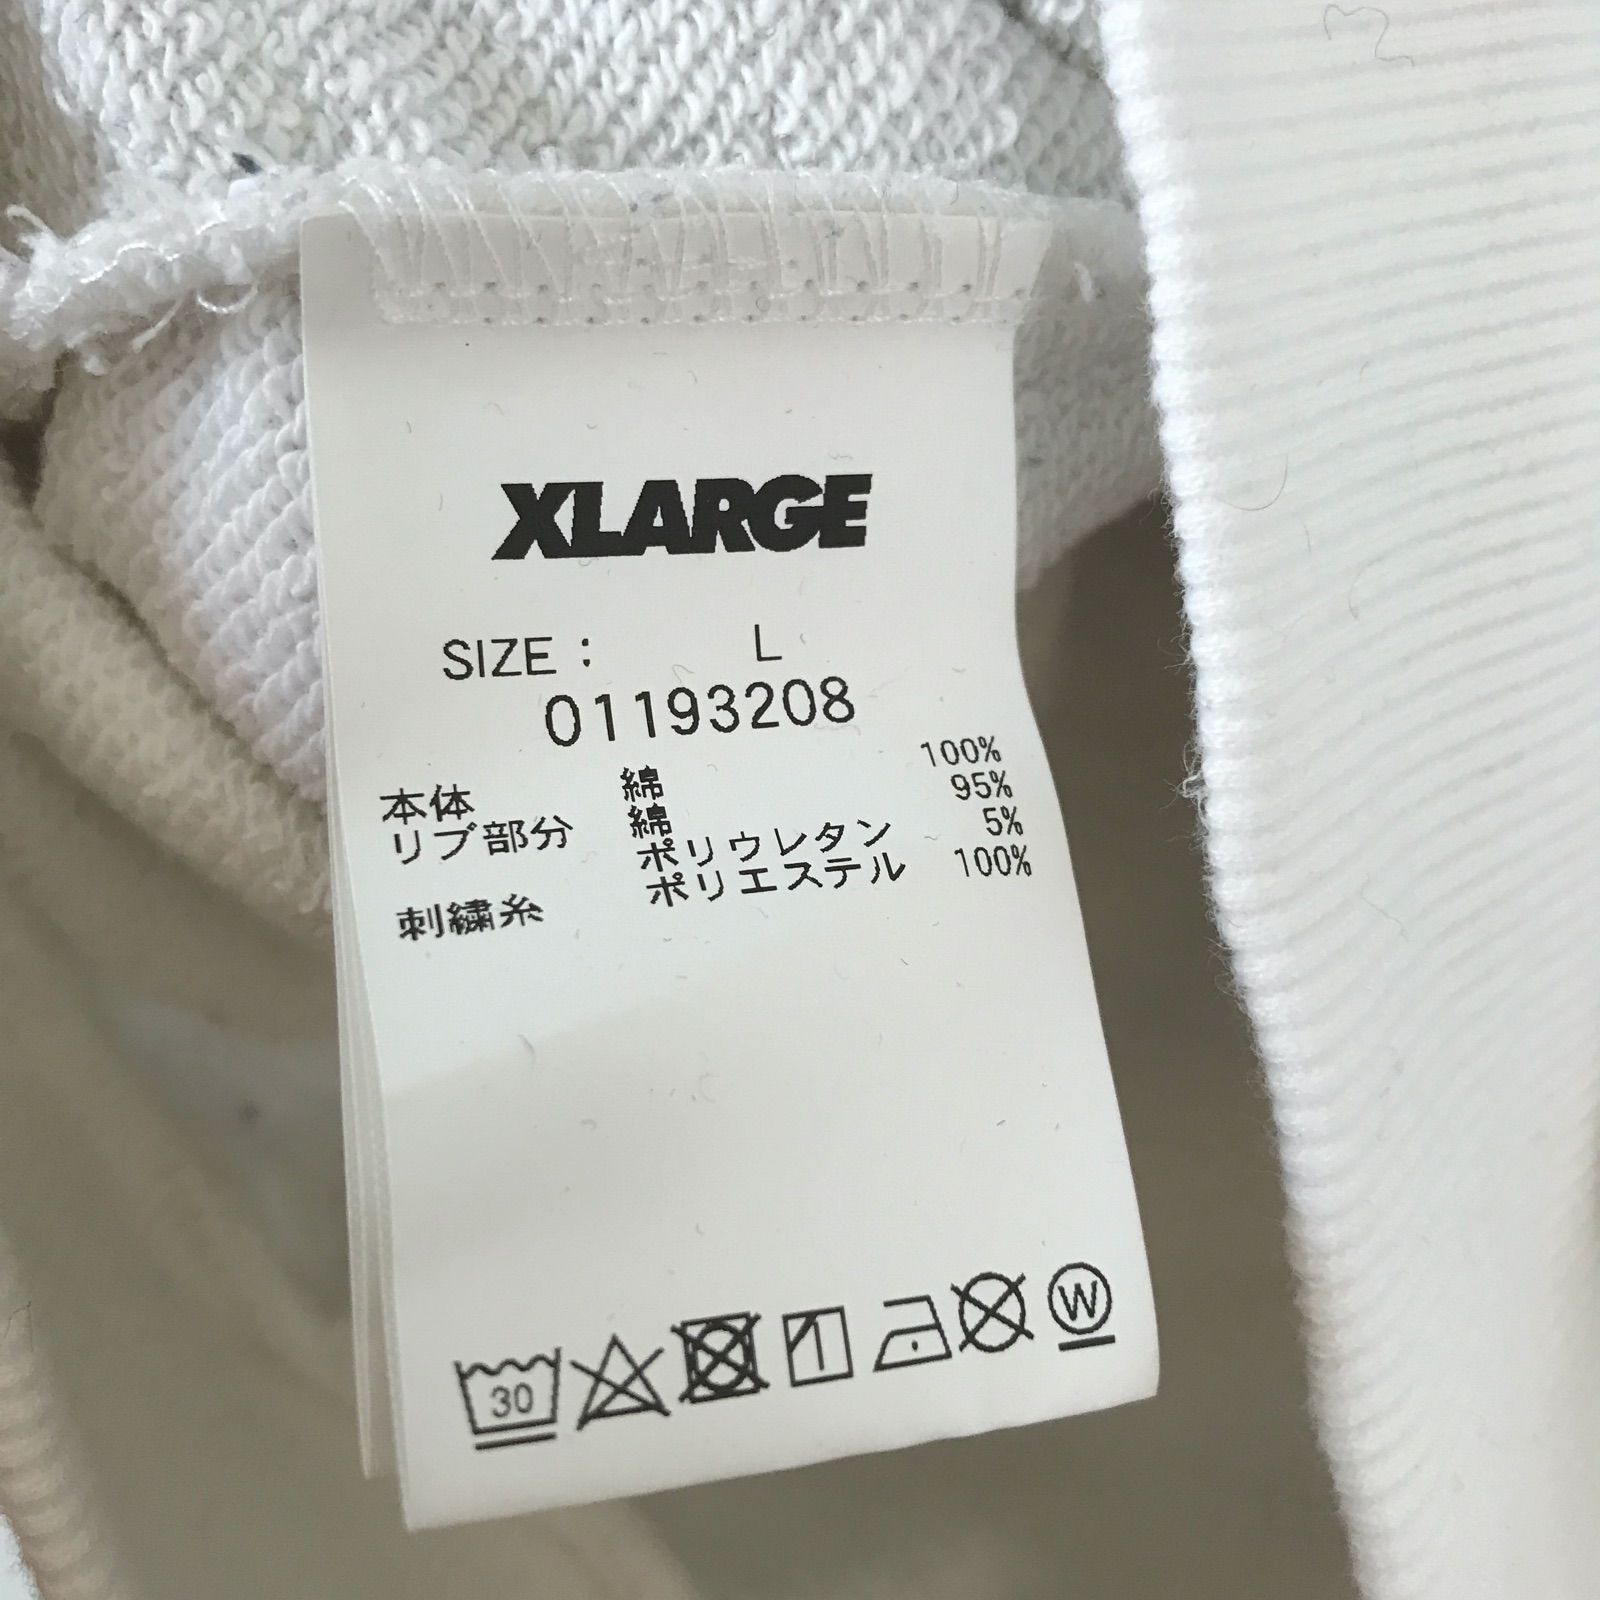 XLARGE
SIZE : L
01193208
本体 綿 100%
リブ部分 綿 95%
ポリウレタン 5%
刺繍糸 ポリエステル 100%
30
W